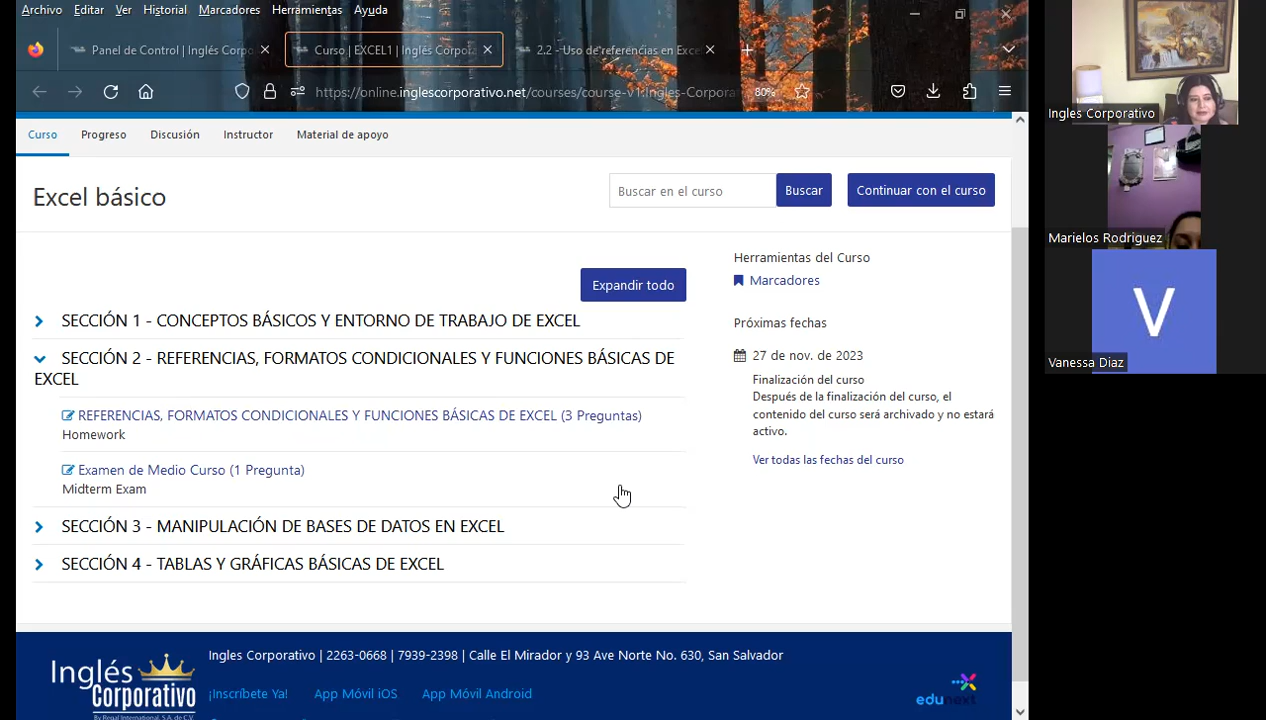 Archivo Editar Ver Historial Marcadores Herramientas Ayuda
Panel de Control | Inglés Corpo
Curso | EXCEL1 | Inglés Corpora
2.2 - Uso de referencias en Exce
https://online.inglescorporativo.net/courses/course-v1:Ingles-Corpora
80%
Curso Progreso Discusión Instructor Material de apoyo
Excel básico
Buscar en el curso
Buscar
Continuar con el curso
Expandir todo
SECCIÓN 1 - CONCEPTOS BÁSICOS Y ENTORNO DE TRABAJO DE EXCEL
SECCIÓN 2 - REFERENCIAS, FORMATOS CONDICIONALES Y FUNCIONES BÁSICAS DE
EXCEL
REFERENCIAS, FORMATOS CONDICIONALES Y FUNCIONES BÁSICAS DE EXCEL (3 Preguntas)
Homework
Examen de Medio Curso (1 Pregunta)
Midterm Exam
SECCIÓN 3 - MANIPULACIÓN DE BASES DE DATOS EN EXCEL
SECCIÓN 4 - TABLAS Y GRÁFICAS BÁSICAS DE EXCEL
Herramientas del Curso
Marcadores
Próximas fechas
27 de nov. de 2023
Finalización del curso
Después de la finalización del curso, el
contenido del curso será archivado y no estará
activo.
Ver todas las fechas del curso
Inglés
Corporativo
By Regal International, S.A. de C.V.
Ingles Corporativo | 2263-0668 | 7939-2398 | Calle El Mirador y 93 Ave Norte No. 630, San Salvador
¡Inscríbete Ya! App Móvil iOS App Móvil Android
edunext
Ingles Corporativo
Marielos Rodriguez
V
Vanessa Diaz